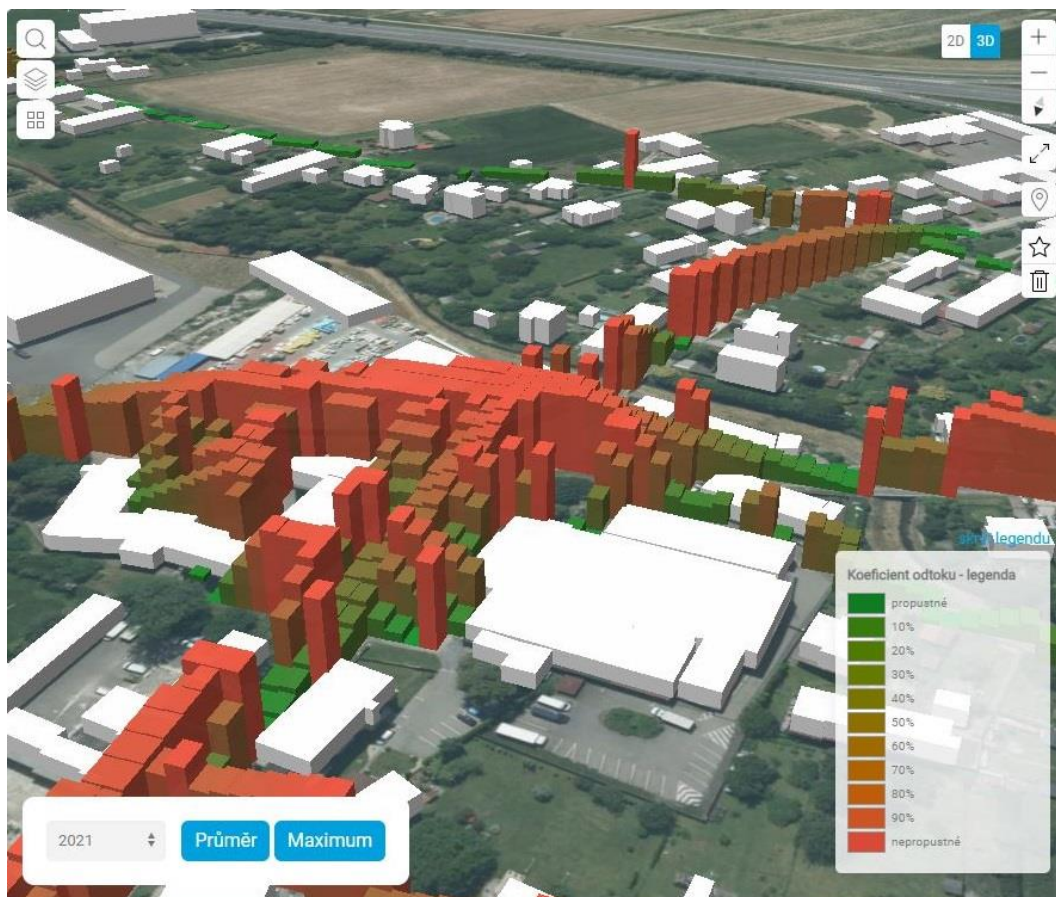 2D 3D
skrýt legendu
Koeficient odtoku - legenda
propustné
10%
20%
30%
40%
50%
60%
70%
80%
90%
nepropustné
2021 Průměr Maximum